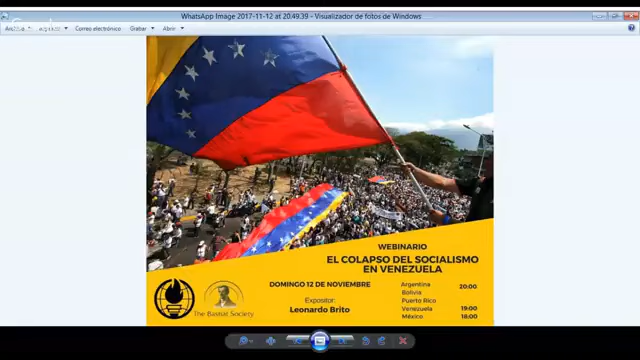 WhatsApp Image 2017-11-12 at 20.49.39 - Visualizador de fotos de Windows
Correo electrónico
Grabar
Abrir
WEBINARIO
EL COLAPSO DEL SOCIALISMO
EN VENEZUELA
DOMINGO 12 DE NOVIEMBRE
Expositor:
Leonardo Brito
Argentina 20:00
Bolivia
Puerto Rico
Venezuela 19:00
México 18:00
The Bastiat Society